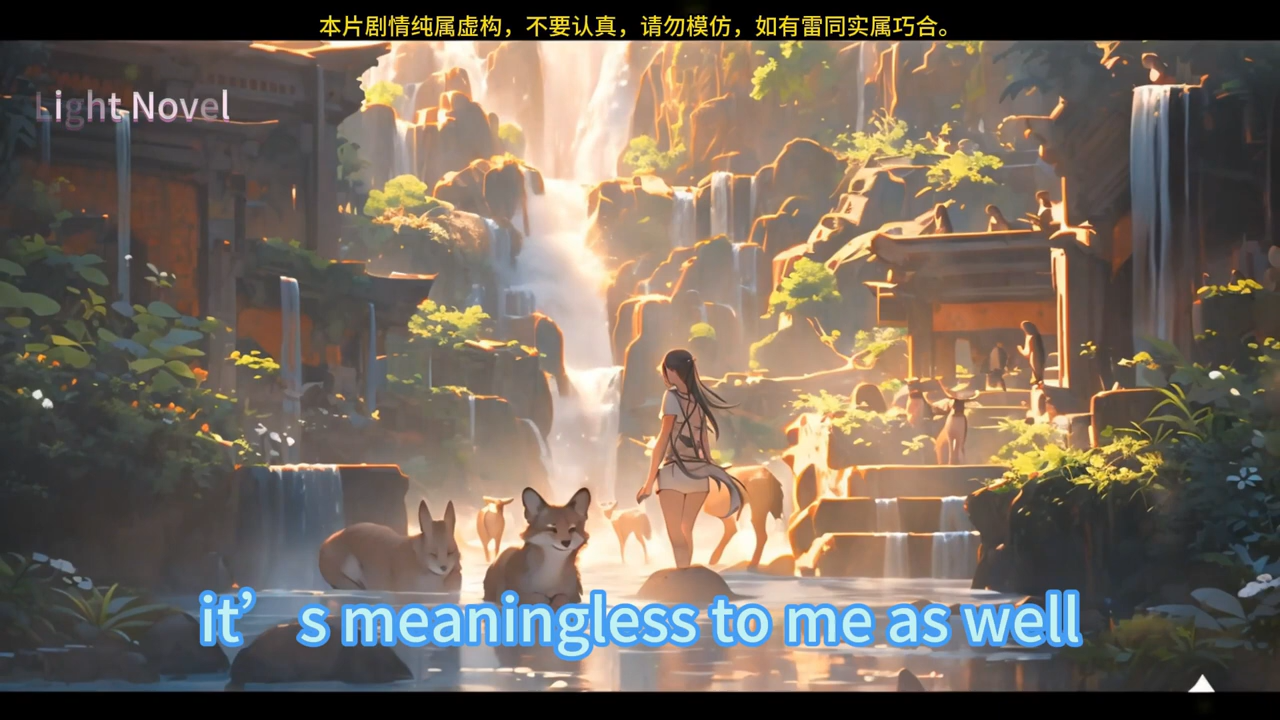 本片剧情纯属虚构，不要认真，请勿模仿，如有雷同实属巧合。
Light Novel
it’s meaningless to me as well